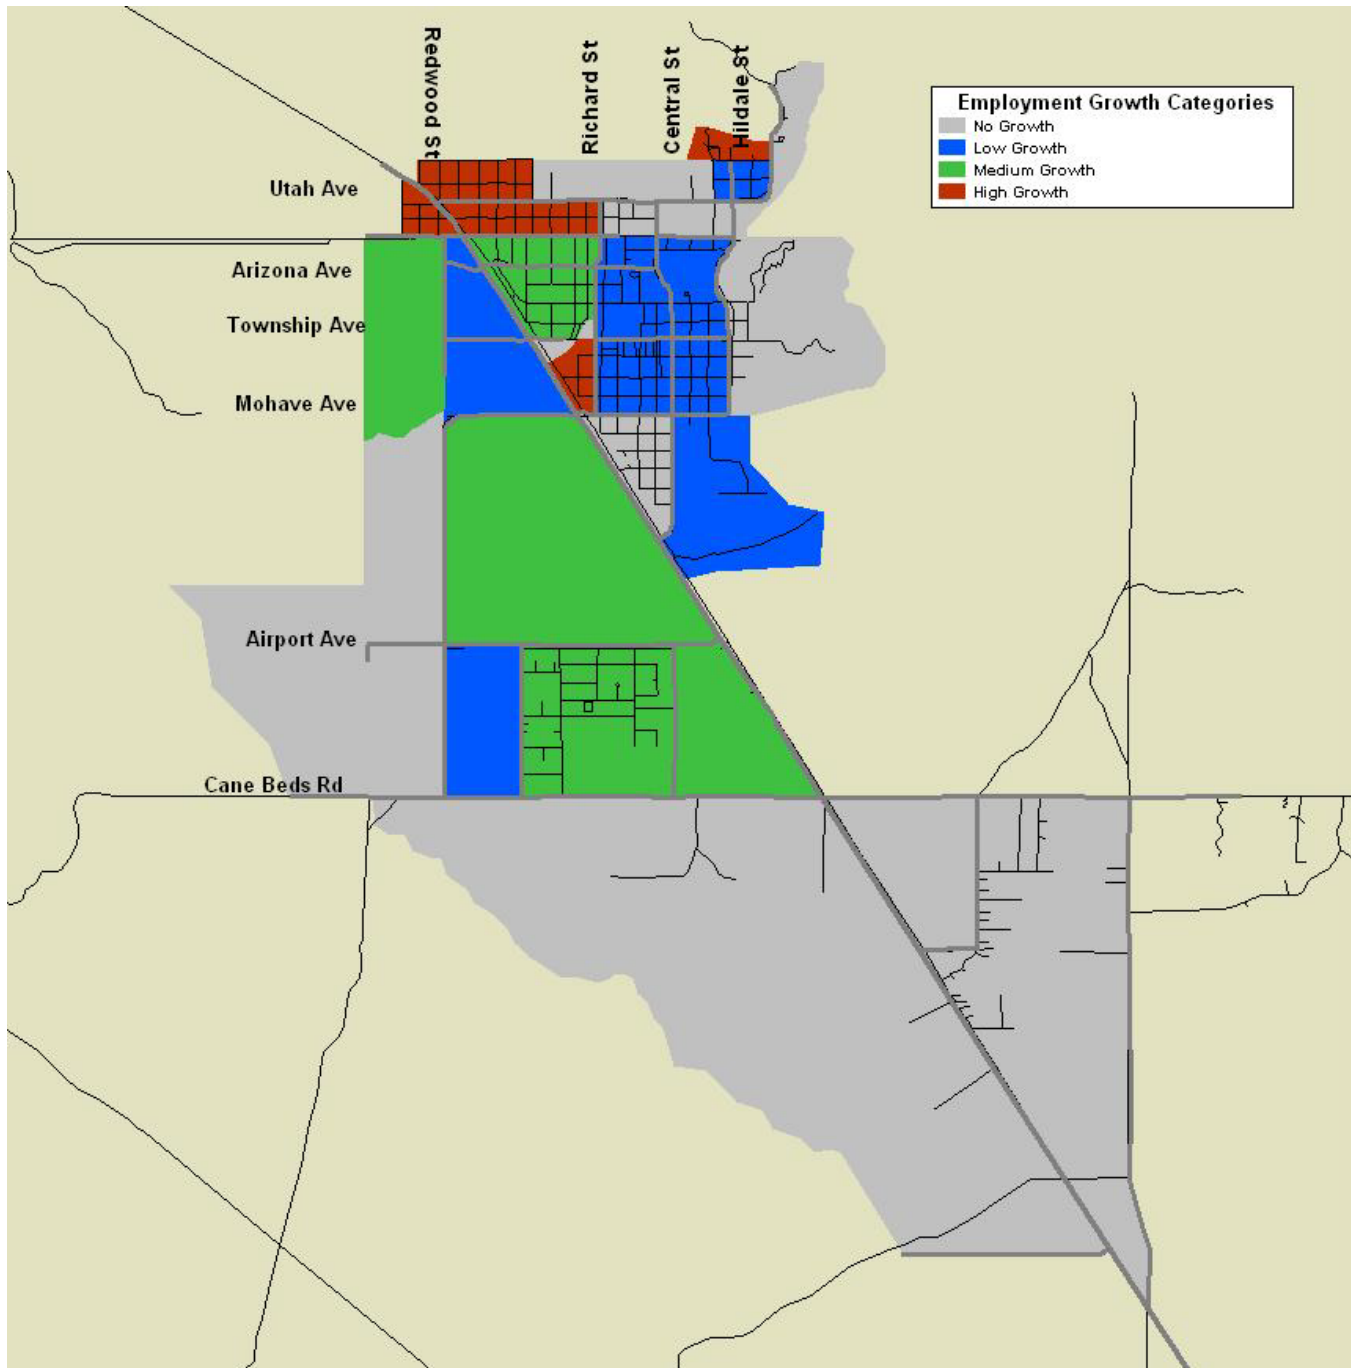 Redwood St
Richard St
Central St
Hildale St
Employment Growth Categories
No Growth
Low Growth
Medium Growth
High Growth
Utah Ave
Arizona Ave
Township Ave
Mohave Ave
Airport Ave
Cane Beds Rd